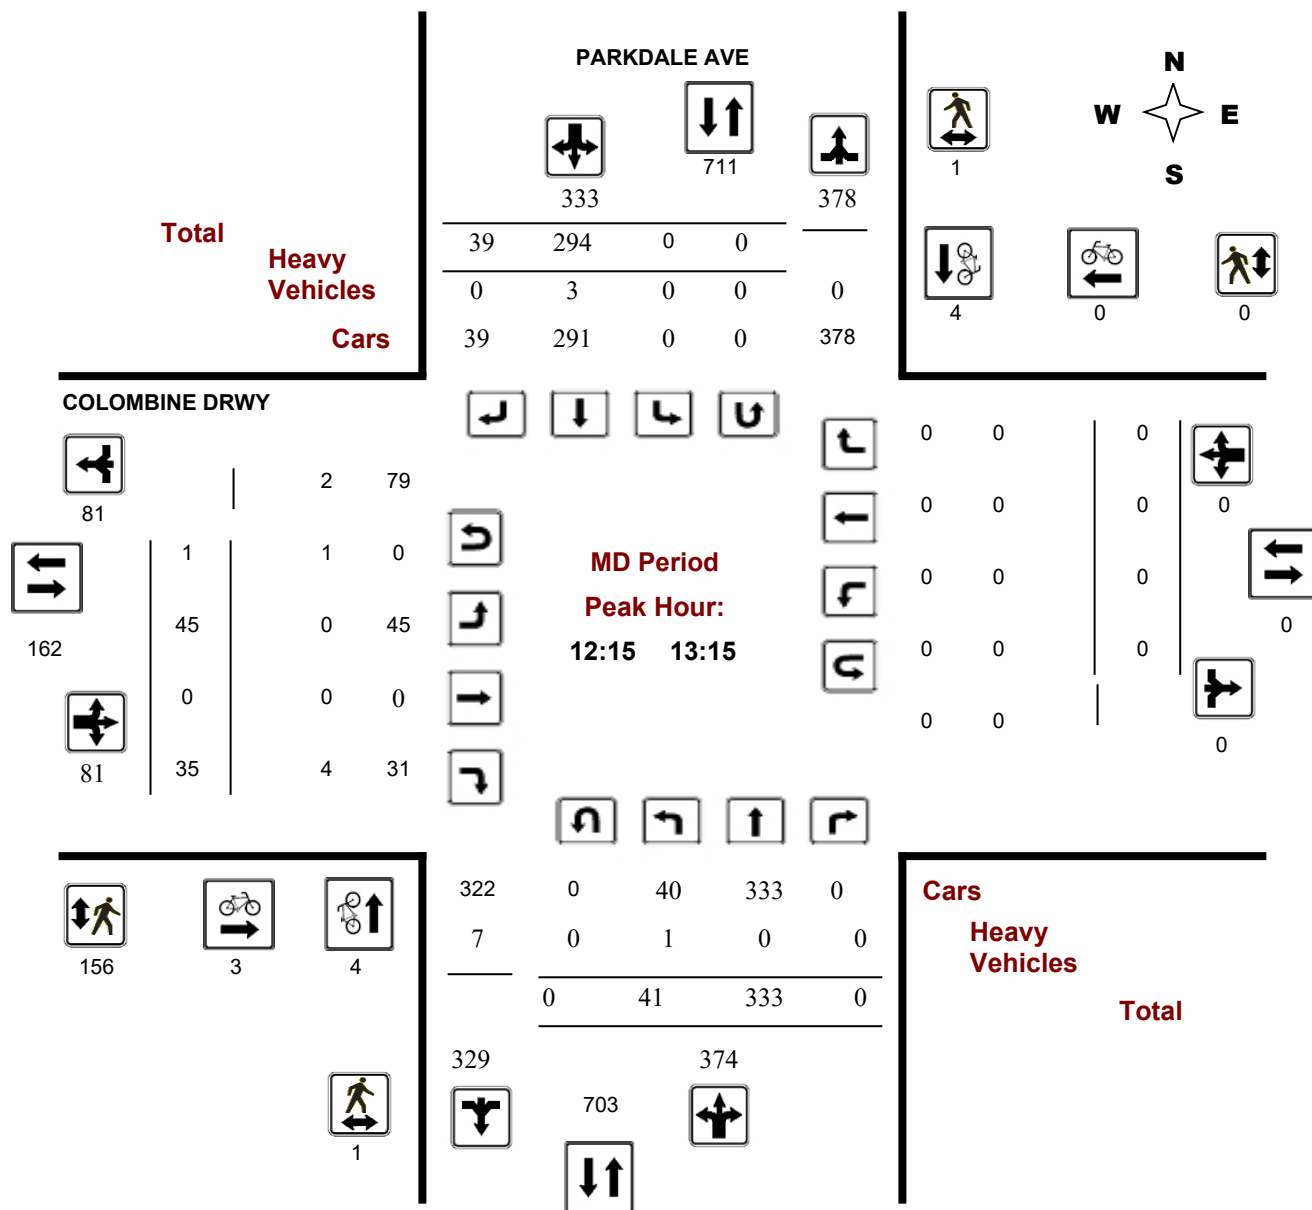 PARKDALE AVE
N
W E
S
711
1
333 378
Total
39 294 0 0
Heavy
Vehicles
0 3 0 0 0
4 0 0
Cars
39 291 0 0 378
COLOMBINE DRWY
0 0 0
2 79
81
0 0 0 0
1 1 0
MD Period
0 0 0
Peak Hour:
45 0 45
0
162
12:15 13:15
0 0 0
0 0 0
0 0
0
81
35 4 31
322 0 40 333 0
Cars
7 0 1 0 0
Heavy
Vehicles
156 3 4
0 41 333 0
Total
329 374
703
1